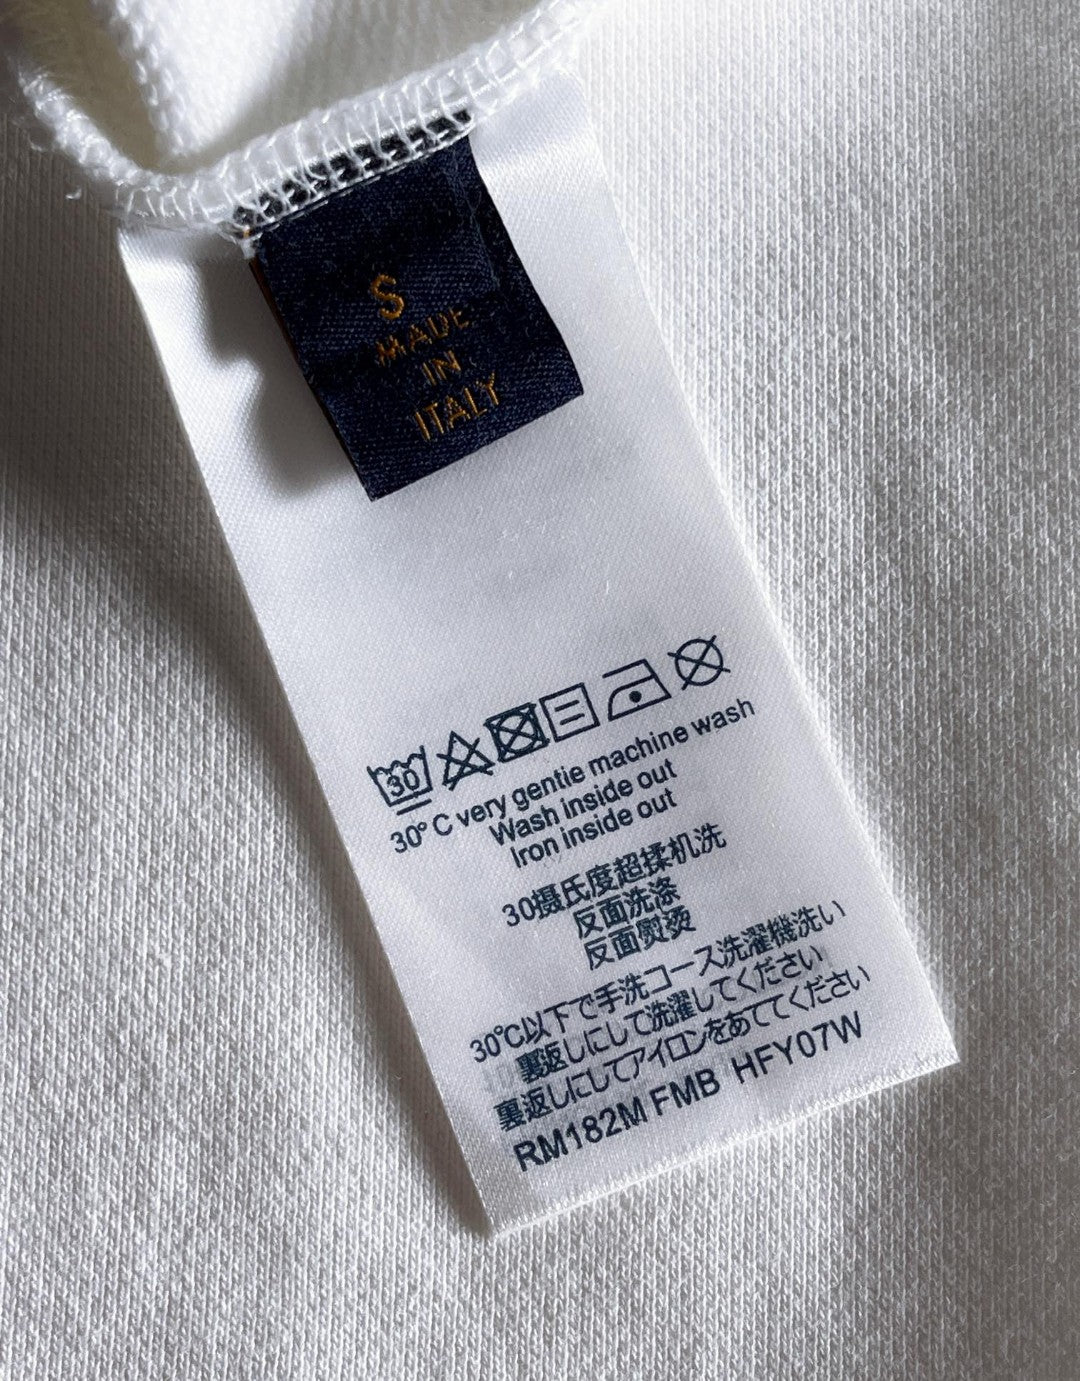 S
MADE
IN
ITALY
30
30°C very gentie machine wash
Wash inside out
Iron inside out
30摄氏度超揉机洗
反面洗涤
反面熨烫
30℃以下で手洗コース洗濯機洗い
裏返しにして洗濯してください
裏返しにしてアイロンをあててください
RM182M FMB HFY07W